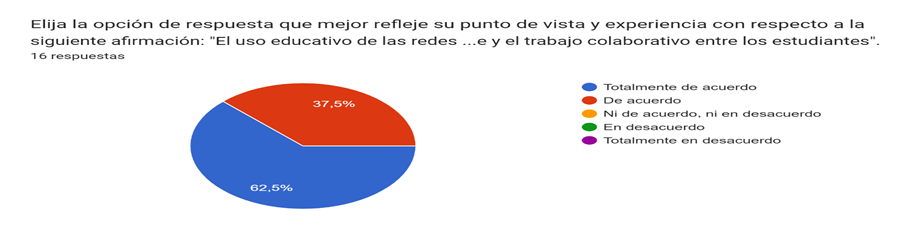 Elija la opción de respuesta que mejor refleje su punto de vista y experiencia con respecto a la
siguiente afirmación: "El uso educativo de las redes ...e y el trabajo colaborativo entre los estudiantes".
16 respuestas
37,5%
62,5%
Totalmente de acuerdo
De acuerdo
Ni de acuerdo, ni en desacuerdo
En desacuerdo
Totalmente en desacuerdo